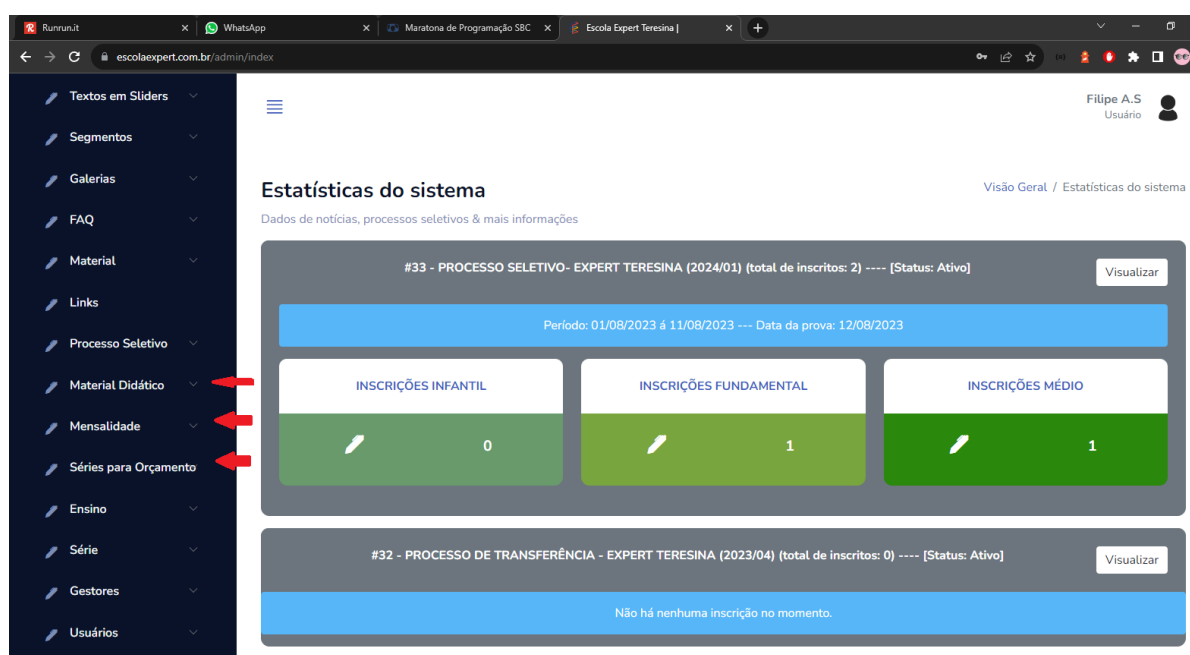 Runrun.it
WhatsApp
Maratona de Programação SBC
Escola Expert Teresina |
escolaexpert.com.br/admin/index
Textos em Sliders
Segmentos
Galerias
FAQ
Material
Links
Processo Seletivo
Material Didático
Mensalidade
Séries para Orçamento
Ensino
Série
Gestores
Usuários
Filipe A.S
Usuário
Estatísticas do sistema
Visão Geral / Estatísticas do sistema
Dados de notícias, processos seletivos & mais informações
#33 - PROCESSO SELETIVO- EXPERT TERESINA (2024/01) (total de inscritos: 2) ---- [Status: Ativo]
Visualizar
Período: 01/08/2023 á 11/08/2023 --- Data da prova: 12/08/2023
INSCRIÇÕES INFANTIL
0
INSCRIÇÕES FUNDAMENTAL
1
INSCRIÇÕES MÉDIO
1
#32 - PROCESSO DE TRANSFERÊNCIA - EXPERT TERESINA (2023/04) (total de inscritos: 0) ---- [Status: Ativo]
Visualizar
Não há nenhuma inscrição no momento.